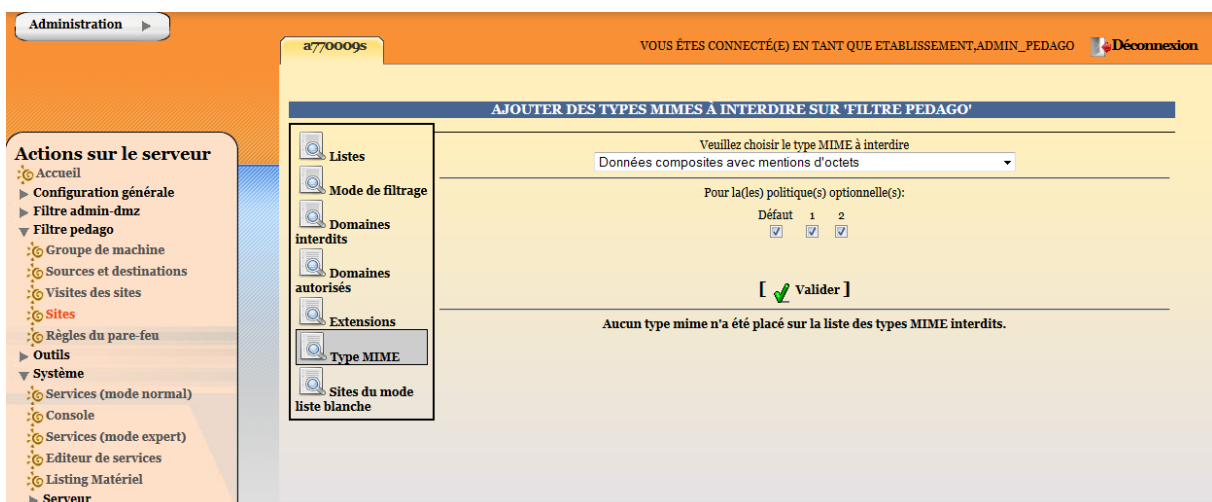 Administration
a770009s
VOUS ÊTES CONNECTÉ(E) EN TANT QUE ETABLISSEMENT,ADMIN_PEDAGO
Déconnexion
Actions sur le serveur
Accueil
Configuration générale
Filtre admin-dmz
Filtre pedago
Groupe de machine
Sources et destinations
Visites des sites
Sites
Règles du pare-feu
Outils
Système
Services (mode normal)
Console
Services (mode expert)
Editeur de services
Listing Matériel
Serveur
AJOUTER DES TYPES MIMES À INTERDIRE SUR 'FILTRE PEDAGO'
Listes
Mode de filtrage
Domaines
interdits
Domaines
autorisés
Extensions
Type MIME
Sites du mode
liste blanche
Veuillez choisir le type MIME à interdire
Données composites avec mentions d'octets
Pour la(les) politique(s) optionnelle(s):
Défaut 1 2
[ Valider ]
Aucun type mime n'a été placé sur la liste des types MIME interdits.